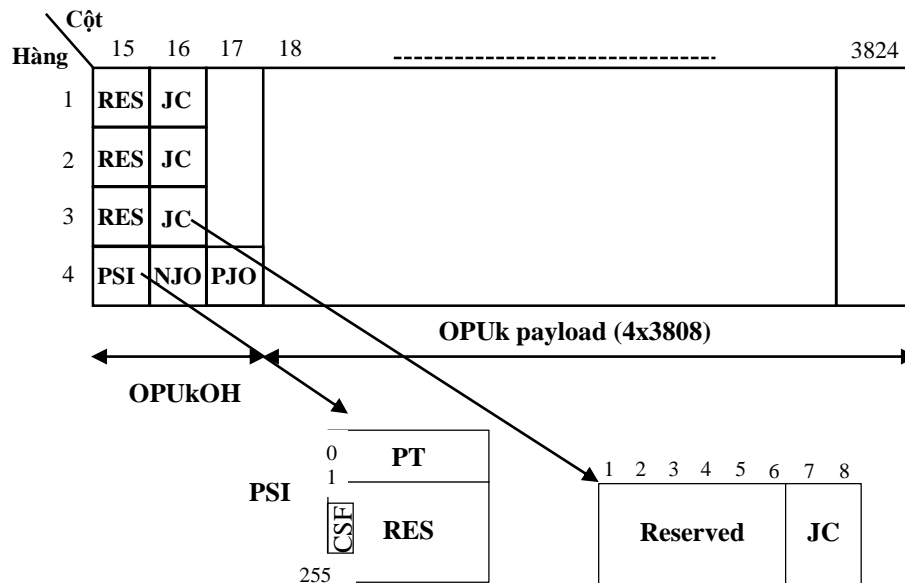 Cột
Hàng 15 16 17 18 3824
1 RES JC
2 RES JC
3 RES JC
4 PSI NJO PJO
OPUk payload (4x3808)
OPUkOH
0 PT
1
PSI
CSF RES
255
1 2 3 4 5 6 7 8
Reserved JC